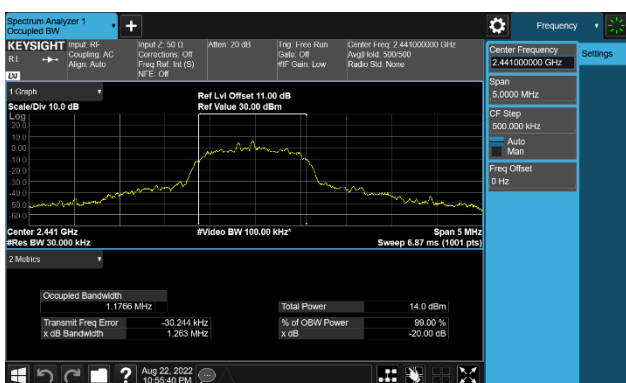 Spectrum Analyzer 1
Occupied BW
+
Frequency
KEYSIGHT Input: RF Input Z: 50 Ω Atten: 20 dB Trig: Free Run Center Freq: 2.441000000 GHz
RL Coupling: AC Corrections: Off Gate: Off Avg|Hold: 500/500
Align: Auto Freq Ref: Int (S) #IF Gain: Low Radio Std: None
NFE: Off
Center Frequency
2.441000000 GHz
Settings
Span
5.0000 MHz
CF Step
500.000 kHz
Auto
Man
Freq Offset
0 Hz
1 Graph
Ref Lvl Offset 11.00 dB
Scale/Div 10.0 dB Ref Value 30.00 dBm
Log
20.0
10.0
0.00
-10.0
-20.0
-30.0
-40.0
-50.0
-60.0
Center 2.441 GHz #Video BW 100.00 kHz* Span 5 MHz
#Res BW 30.000 kHz Sweep 6.87 ms (1001 pts)
2 Metrics
Occupied Bandwidth
1.1766 MHz Total Power 14.0 dBm
Transmit Freq Error -30.244 kHz % of OBW Power 99.00 %
x dB Bandwidth 1.263 MHz x dB -20.00 dB
?
Aug 22, 2022
10:55:40 PM